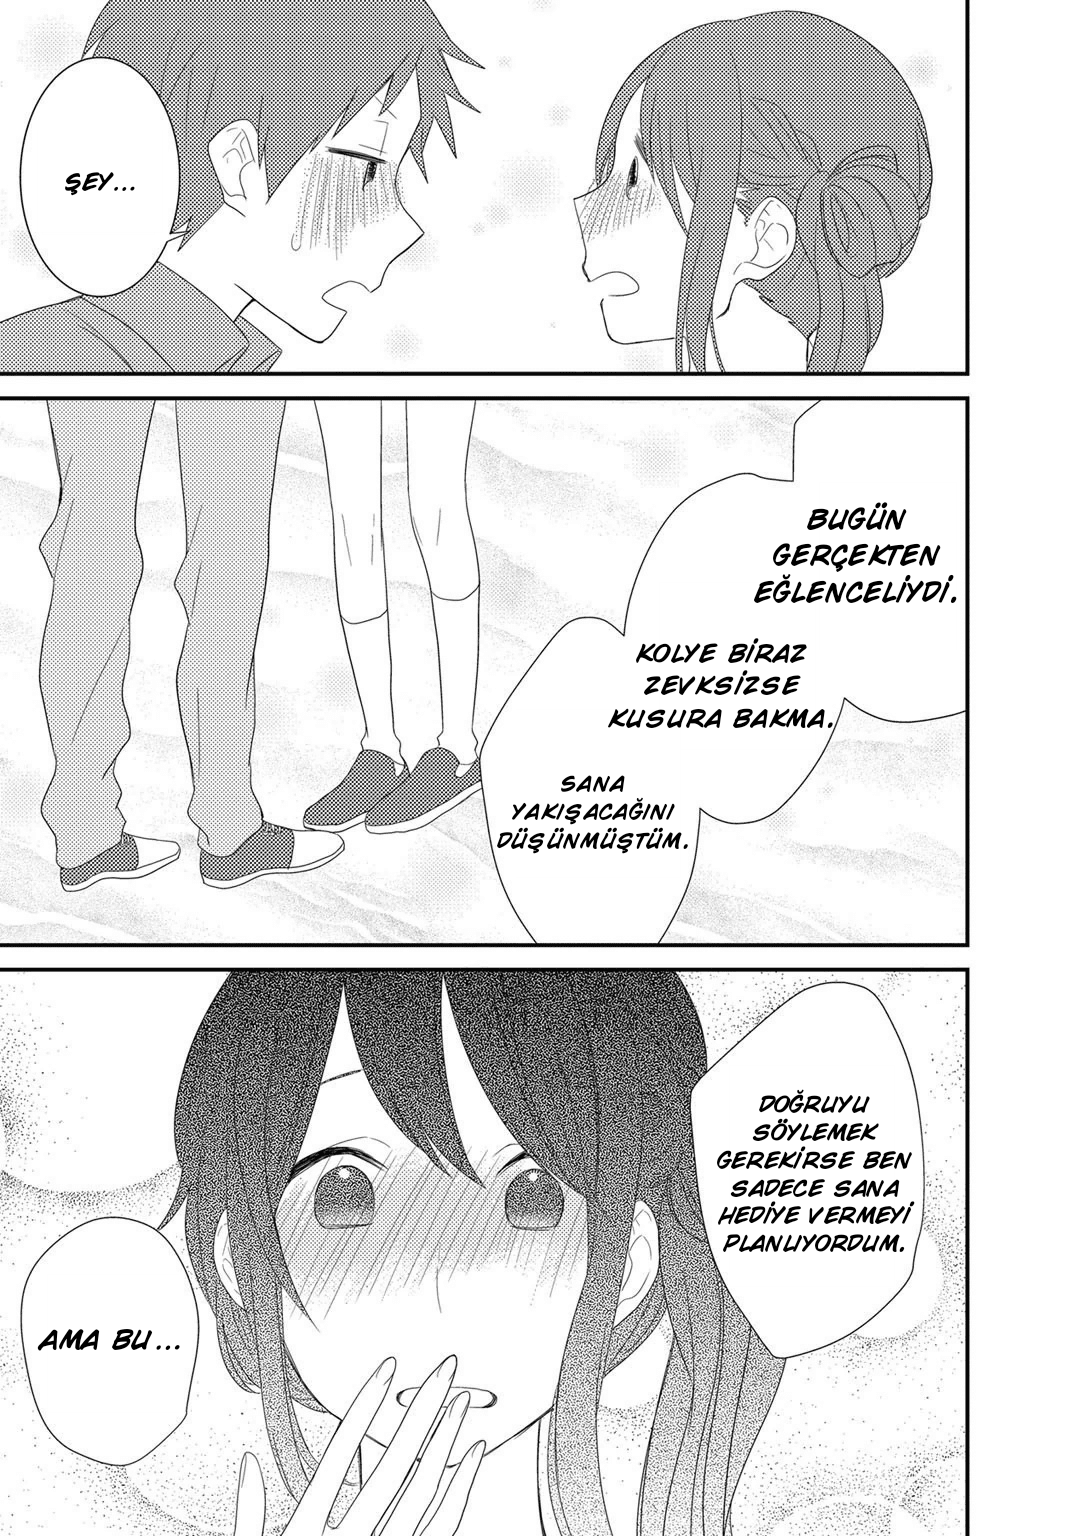 ŞEY...
BUGÜN
GERÇEKTEN
EĞLENCELİYDİ.
KOLYE BİRAZ
ZEVKSİZSE
KUSURA BAKMA.
SANA
YAKIŞACAĞINI
DÜŞÜNMÜŞTÜM.
DOĞRUYU
SÖYLEMEK
GEREKİRSE BEN
SADECE SANA
HEDİYE VERMEYİ
PLANLIYORDUM.
AMA BU...